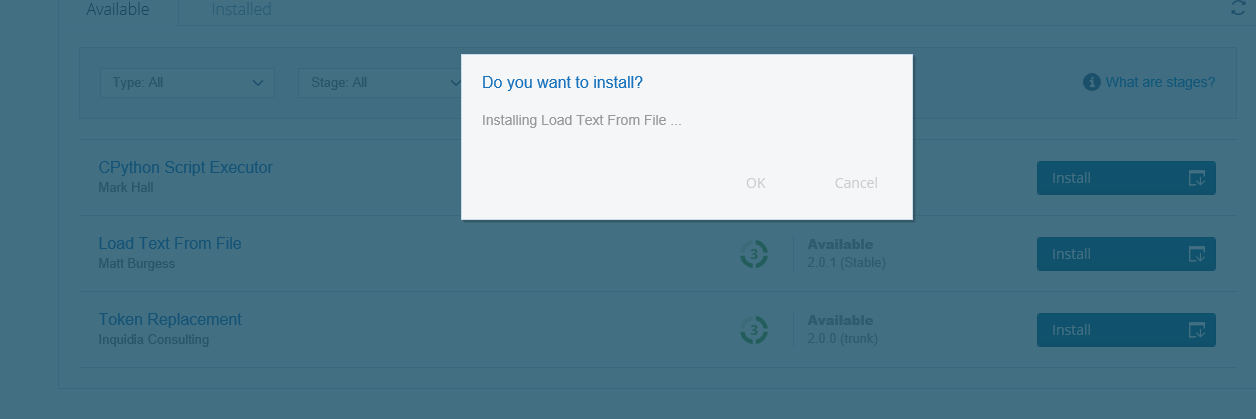 Available
Installed
Type: All
Stage: All
What are stages?
Do you want to install?
Installing Load Text From File ...
OK
Cancel
CPython Script Executor
Mark Hall
Install
Load Text From File
Matt Burgess
3
Available
2.0.1 (Stable)
Install
Token Replacement
Inquidia Consulting
3
Available
2.0.0 (trunk)
Install